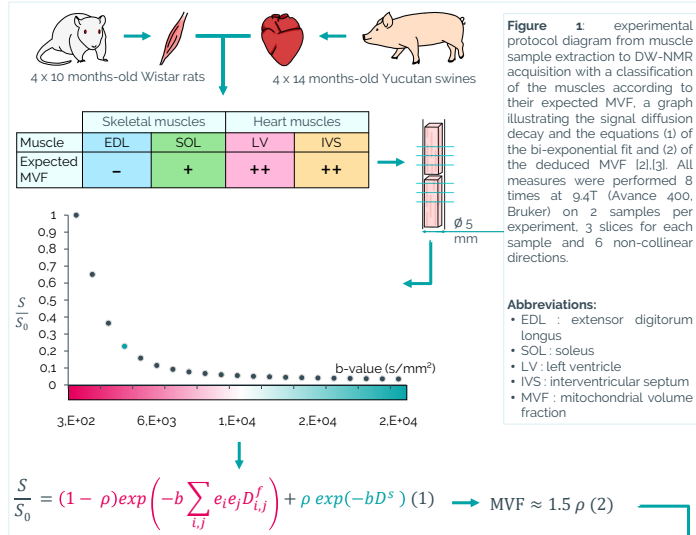 4 x 10 months-old Wistar rats
4 x 14 months-old Yucutan swines
Skeletal muscles Heart muscles
Muscle EDL SOL LV IVS
Expected MVF – + ++ ++
Ø 5 mm
S/S₀
1
0,9
0,8
0,7
0,6
0,5
0,4
0,3
0,2
0,1
0
b-value (s/mm²)
3,E+02 6,E+03 1,E+04 2,E+04 2,E+04
S/S₀ = (1 − ρ)exp(−b ∑_{i,j} e_i e_j D^f_{i,j}) + ρ exp(−bD^s) (1)
MVF ≈ 1.5 ρ (2)
Figure 1: experimental
protocol diagram from muscle
sample extraction to DW-NMR
acquisition with a classification
of the muscles according to
their expected MVF, a graph
illustrating the signal diffusion
decay and the equations (1) of
the bi-exponential fit and (2) of
the deduced MVF [2],[3]. All
measures were performed 8
times at 9.4T (Avance 400,
Bruker) on 2 samples per
experiment, 3 slices for each
sample and 6 non-collinear
directions.
Abbreviations:
• EDL : extensor digitorum
longus
• SOL : soleus
• LV : left ventricle
• IVS : interventricular septum
• MVF : mitochondrial volume
fraction